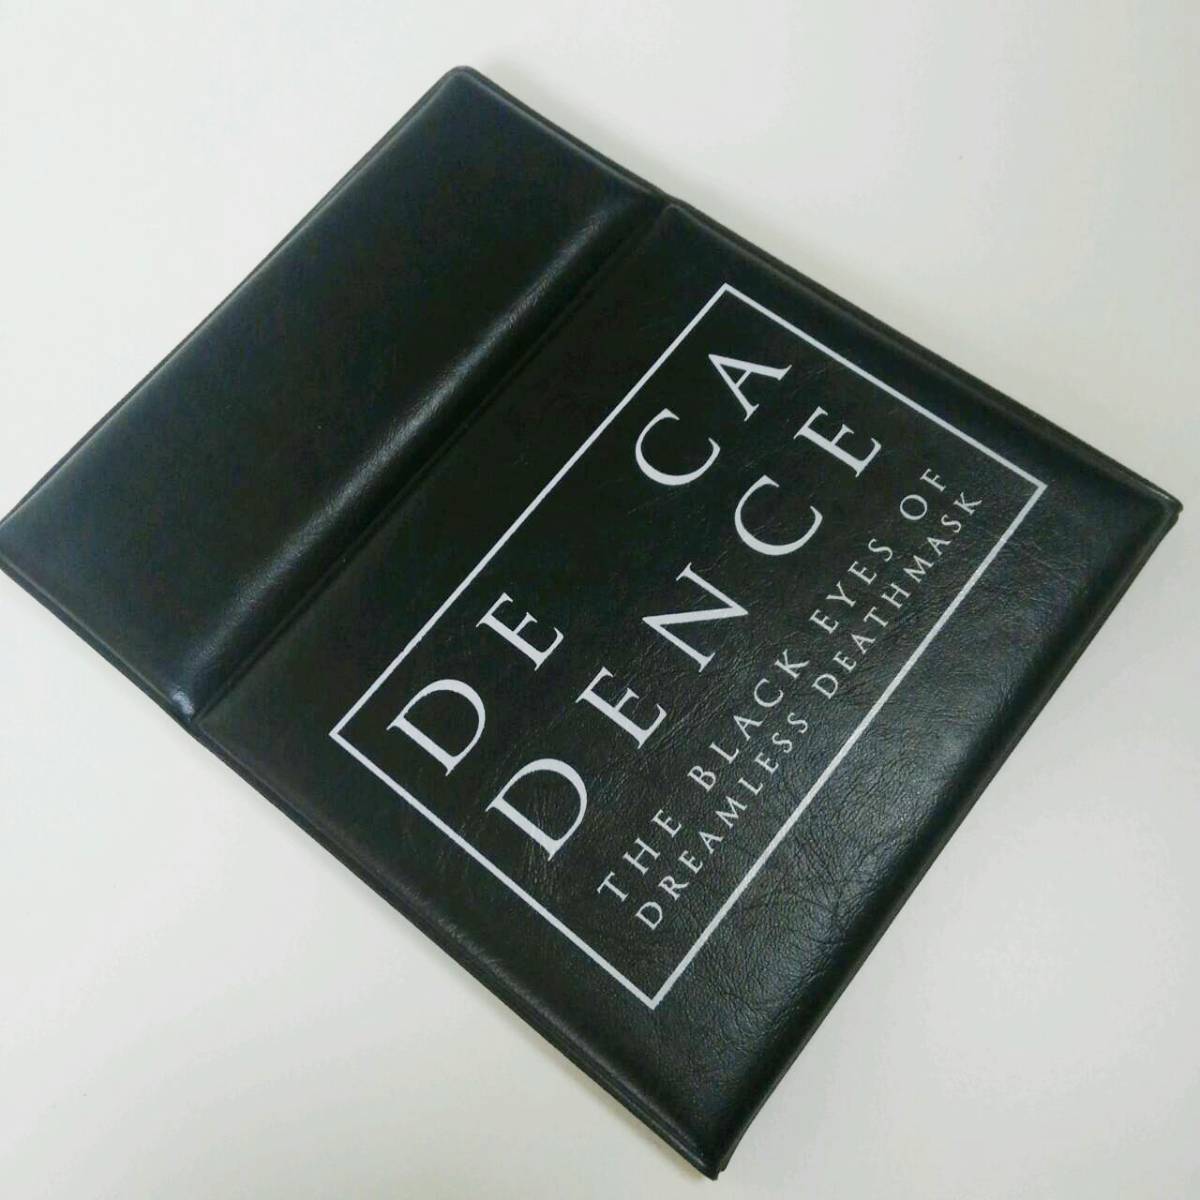 DE CA
DENCE
THE BLACK EYES OF
DREAMLESS DEATHMASK